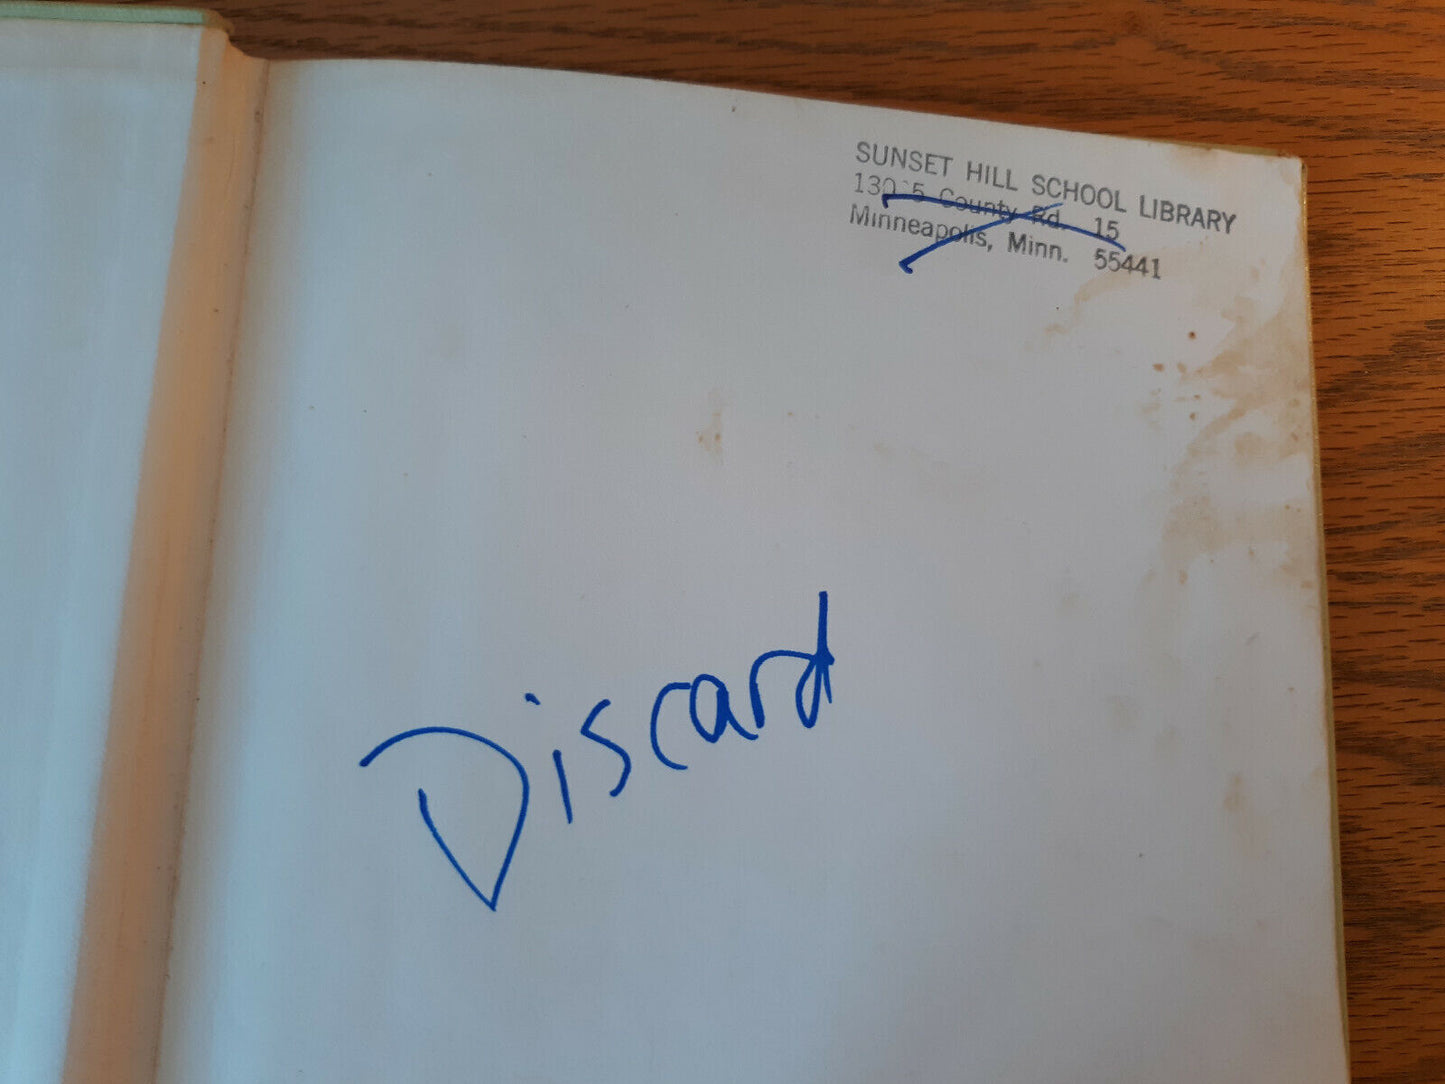 SUNSET HILL SCHOOL LIBRARY
County Rd. 15
Minneapolis, Minn. 55441
Discard